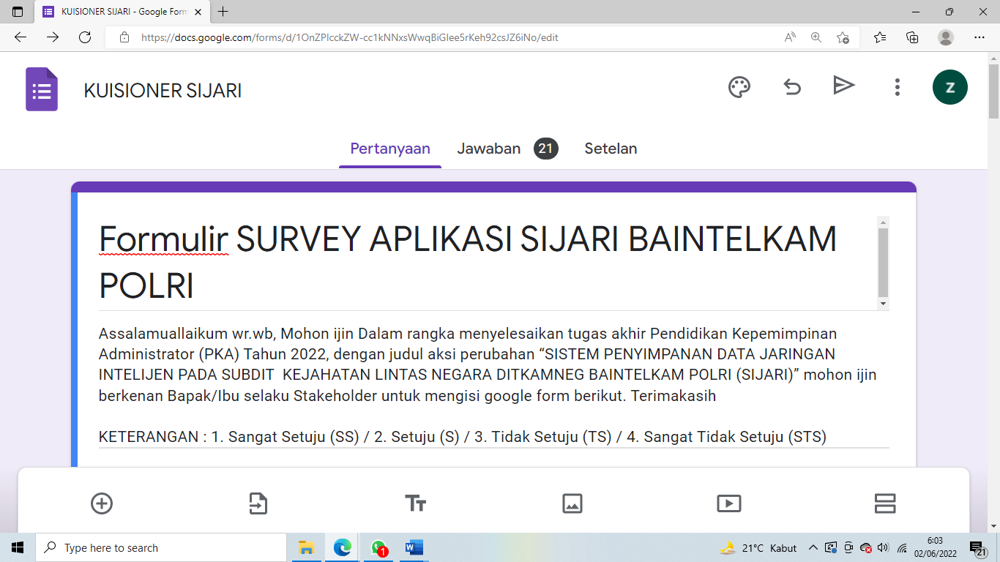 KUISIONER SIJARI - Google Form
https://docs.google.com/forms/d/1OnZPlcckZW-cc1kNNxsWwqBiGlee5rKeh92csJZ6iNo/edit
KUISIONER SIJARI
Z
Pertanyaan Jawaban 21 Setelan
Formulir SURVEY APLIKASI SIJARI BAINTELKAM
POLRI
Assalamuallaikum wr.wb, Mohon ijin Dalam rangka menyelesaikan tugas akhir Pendidikan Kepemimpinan
Administrator (PKA) Tahun 2022, dengan judul aksi perubahan “SISTEM PENYIMPANAN DATA JARINGAN
INTELIJEN PADA SUBDIT KEJAHATAN LINTAS NEGARA DITKAMNEG BAINTELKAM POLRI (SIJARI)” mohon ijin
berkenan Bapak/Ibu selaku Stakeholder untuk mengisi google form berikut. Terimakasih
KETERANGAN : 1. Sangat Setuju (SS) / 2. Setuju (S) / 3. Tidak Setuju (TS) / 4. Sangat Tidak Setuju (STS)
Type here to search
1
21°C Kabut
6:03
02/06/2022
21